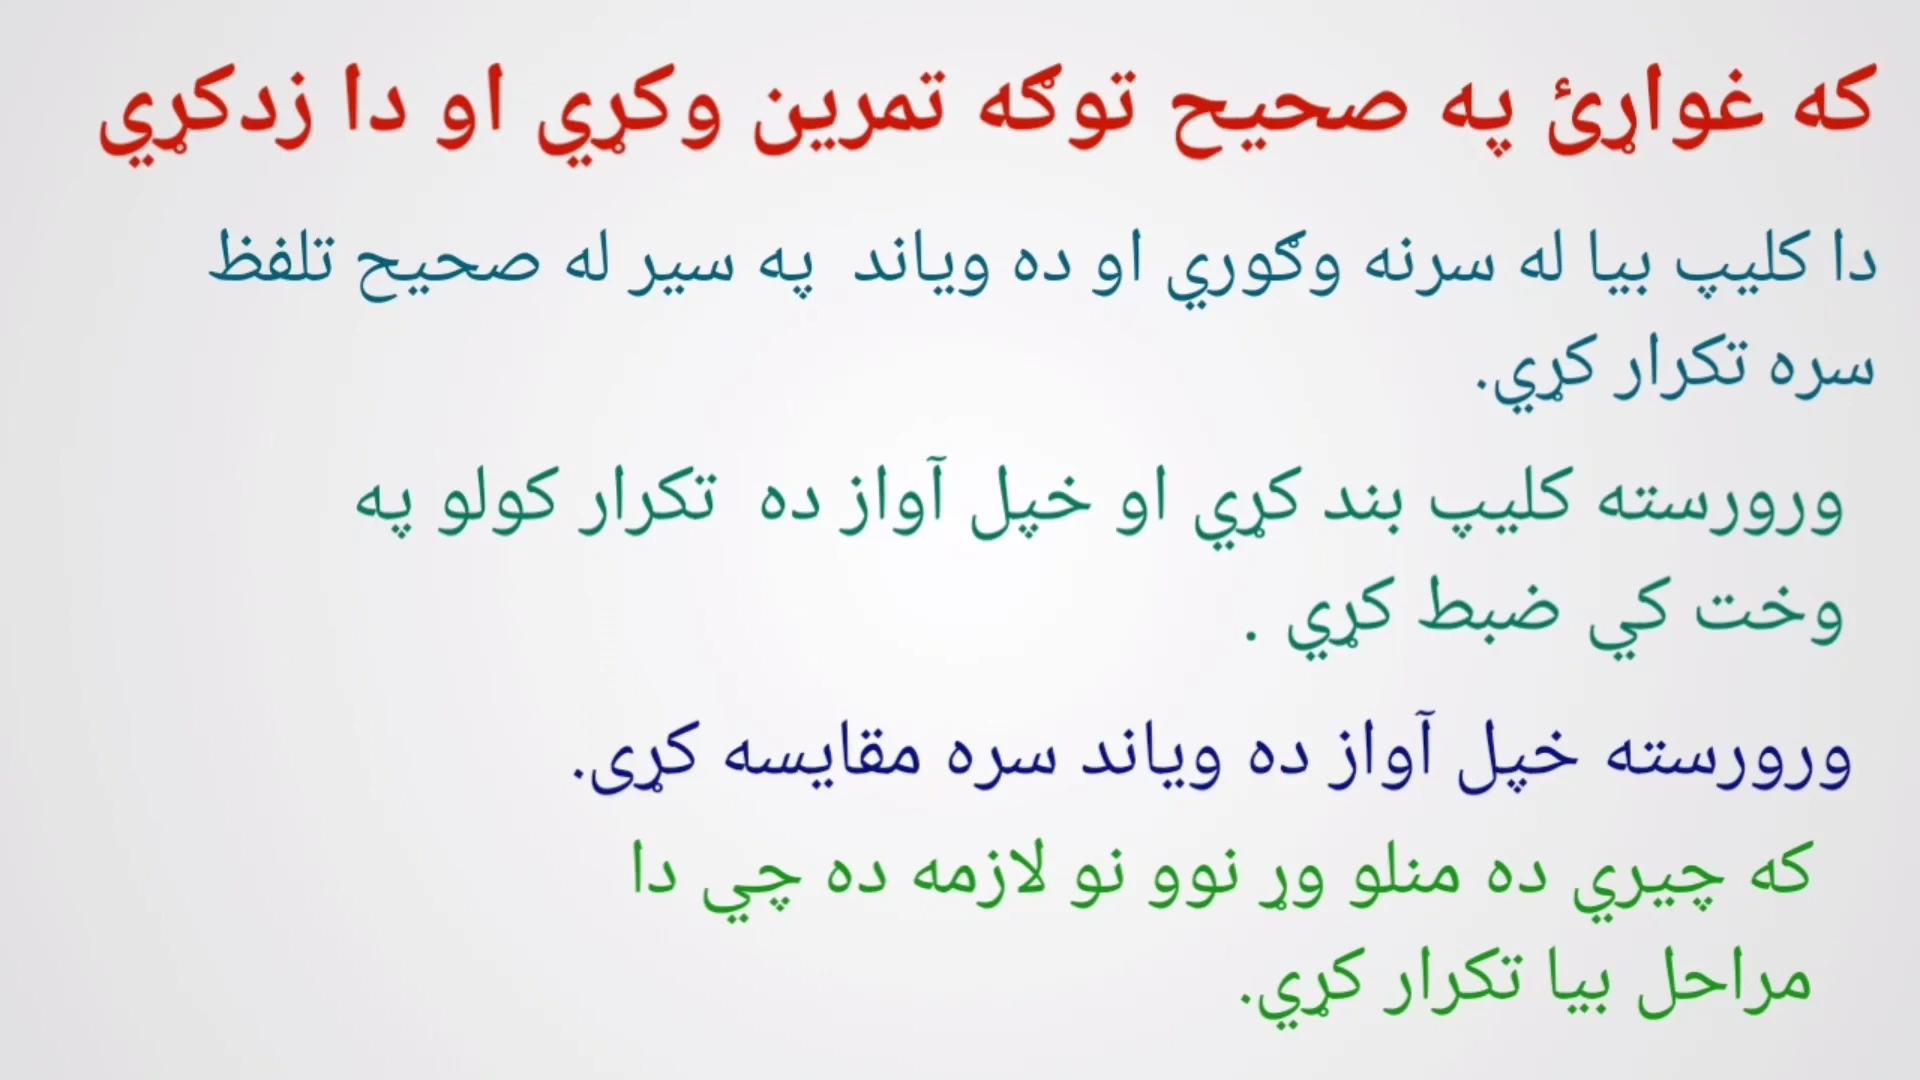 که غواړئ په صحیح توګه تمرین وکړي او دا زدکړي
دا کلیپ بیا له سرنه وګوري او ده ویاند په سیر له صحیح تلفظ
سره تکرار کړي.
ورورسته کلیپ بند کړي او خپل آواز ده تکرار کولو په
وخت کي ضبط کړي .
ورورسته خپل آواز ده ویاند سره مقایسه کړی.
که چیري ده منلو وړ نوو نو لازمه ده چي دا
مراحل بیا تکرار کړي.